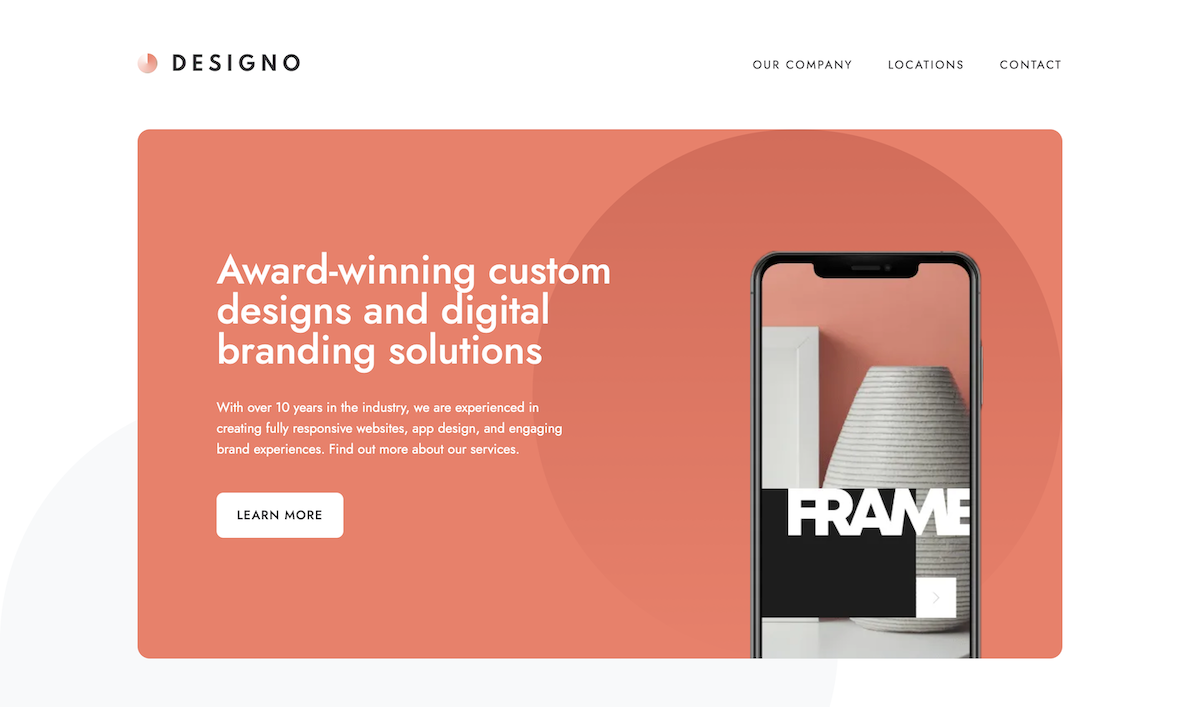 DESIGNO
OUR COMPANY LOCATIONS CONTACT
Award-winning custom
designs and digital
branding solutions
With over 10 years in the industry, we are experienced in
creating fully responsive websites, app design, and engaging
brand experiences. Find out more about our services.
LEARN MORE
FRAME